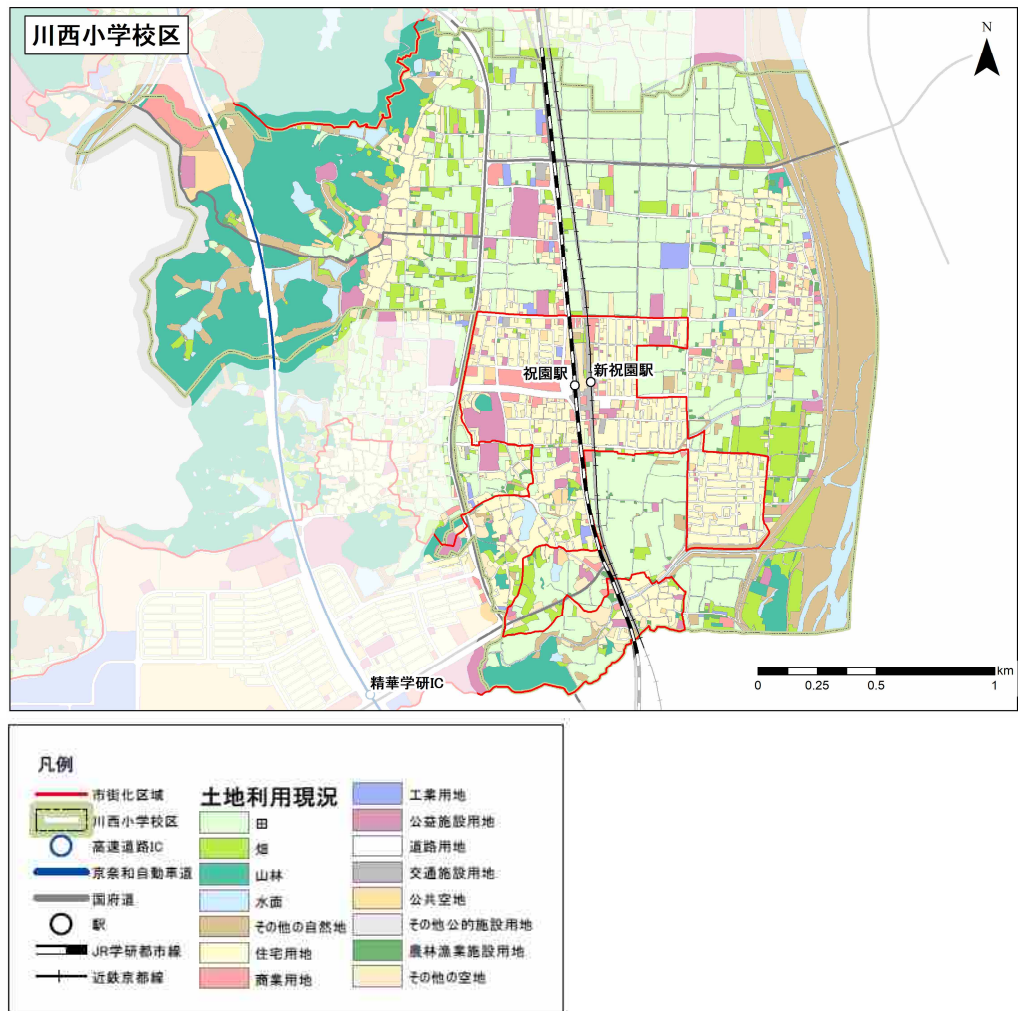 川西小学校区
N
祝園駅
新祝園駅
精華学研IC
km
0 0.25 0.5 1
凡例
市街化区域
川西小学校区
高速道路IC
京奈和自動車道
国府道
駅
JR学研都市線
近鉄京都線
土地利用現況
田
畑
山林
水面
その他の自然地
住宅用地
商業用地
工業用地
公益施設用地
道路用地
交通施設用地
公共空地
その他公的施設用地
農林漁業施設用地
その他の空地